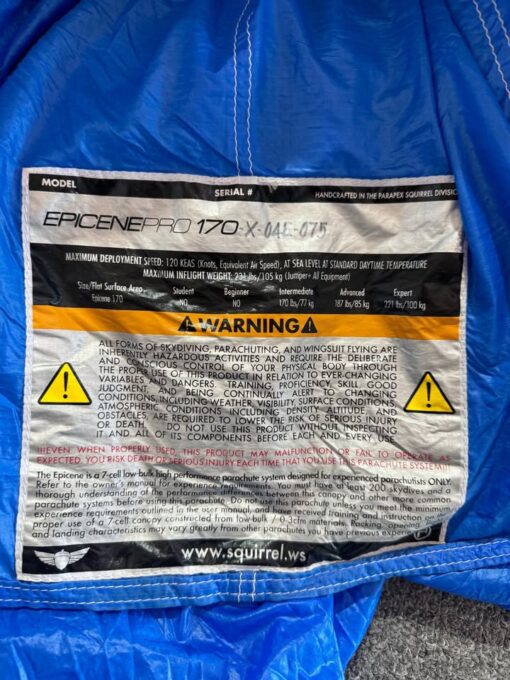 MODEL SERIAL # HANDCRAFTED IN THE PARAPEX SQUIRREL DIVISION
EPICENEPRO 170 X-04E-075
MAXIMUM DEPLOYMENT SPEED: 120 KEAS (Knots, Equivalent Air Speed), AT SEA LEVEL AT STANDARD DAYTIME TEMPERATURE
MAXIMUM INFLIGHT WEIGHT: 231 lbs/105 kg (Jumper+ All Equipment)
Size/Flat Surface Area Student Beginner Intermediate Advanced Expert
Epicene 170 NO NO 170 lbs/77 kg 187 lbs/85 kg 221 lbs/100 kg
WARNING
ALL FORMS OF SKYDIVING, PARACHUTING, AND WINGSUIT FLYING ARE
INHERENTLY HAZARDOUS ACTIVITIES AND REQUIRE THE DELIBERATE
AND CONSCIOUS CONTROL OF YOUR PHYSICAL BODY THROUGH
THE PROPER USE OF THIS PRODUCT IN RELATION TO EVER-CHANGING
VARIABLES AND DANGERS. TRAINING, PROFICIENCY, SKILL, GOOD
JUDGMENT, AND BEING CONTINUALLY ALERT TO CHANGING
CONDITIONS, INCLUDING WEATHER, VISIBILITY, SURFACE CONDITIONS,
ATMOSPHERIC CONDITIONS INCLUDING DENSITY ALTITUDE, AND
OBSTACLES, ARE REQUIRED TO LOWER THE RISK OF SERIOUS INJURY
OR DEATH. DO NOT USE THIS PRODUCT WITHOUT INSPECTING
IT AND ALL OF ITS COMPONENTS BEFORE EACH AND EVERY USE
!!EVEN WHEN PROPERLY USED, THIS PRODUCT MAY MALFUNCTION OR FAIL TO OPERATE AS
EXPECTED. YOU RISK DEATH OR SERIOUS INJURY EACH TIME THAT YOU USE THIS PARACHUTE SYSTEM!!
The Epicene is a 7-cell low-bulk high performance parachute system designed for experienced parachutists ONLY.
Refer to the owner's manual for experience requirements. You must have at least 200 skydives and a
thorough understanding of the performance differences between this canopy and other more common
parachute systems before using this parachute. Do not use this parachute unless you meet the minimum
experience requirements outlined in the user manual, and have received training and instruction on the
proper use of a 7-cell canopy constructed from low-bulk / 0-3cfm materials. Packing, opening,
and landing characteristics may vary greatly from other parachutes you have previous
www.squirrel.ws